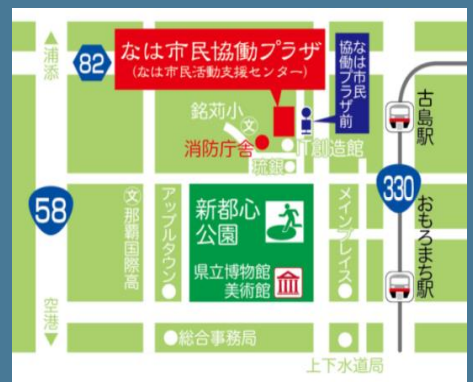 ▲浦添
82
なは市民協働プラザ
(なは市民活動支援センター)
なは市民
協働プラザ前
古島駅
銘苅小
文
消防庁舎
IT創造館
琉銀
58
文那覇国際高
アップルタウン
新都心
公園
県立博物館
美術館
メインプレイス
330
おもろまち駅
空港▼
総合事務局
上下水道局